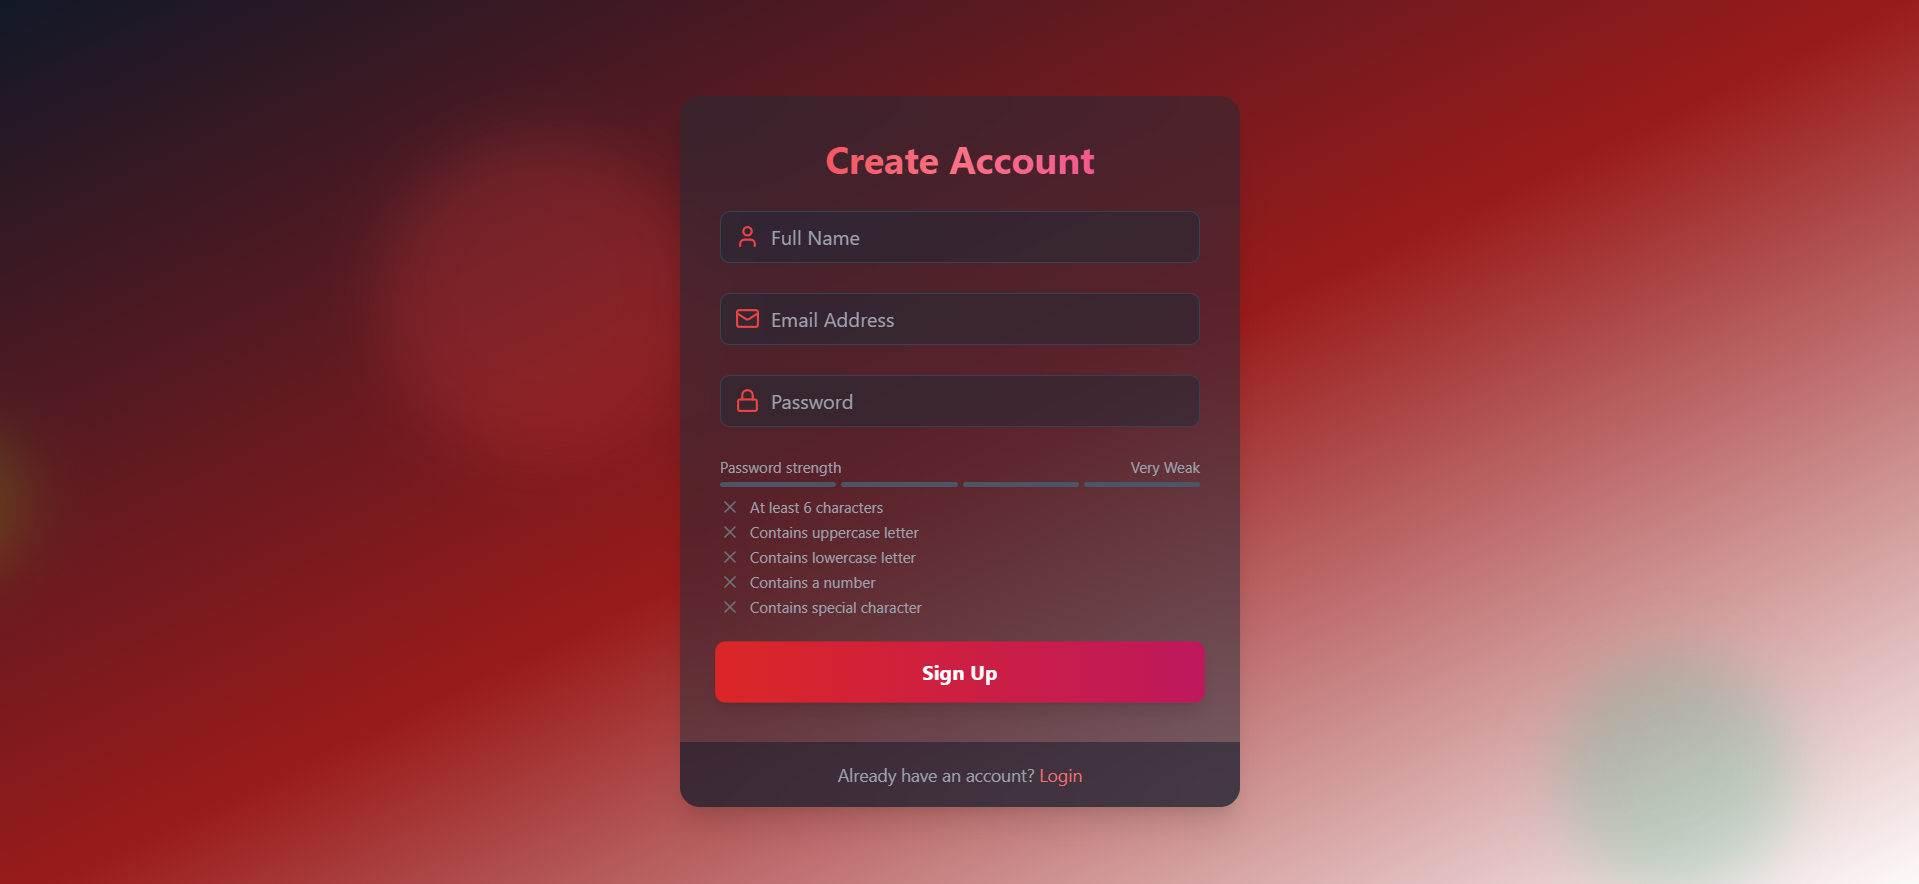 Create Account
Full Name
Email Address
Password
Password strength Very Weak
At least 6 characters
Contains uppercase letter
Contains lowercase letter
Contains a number
Contains special character
Sign Up
Already have an account? Login